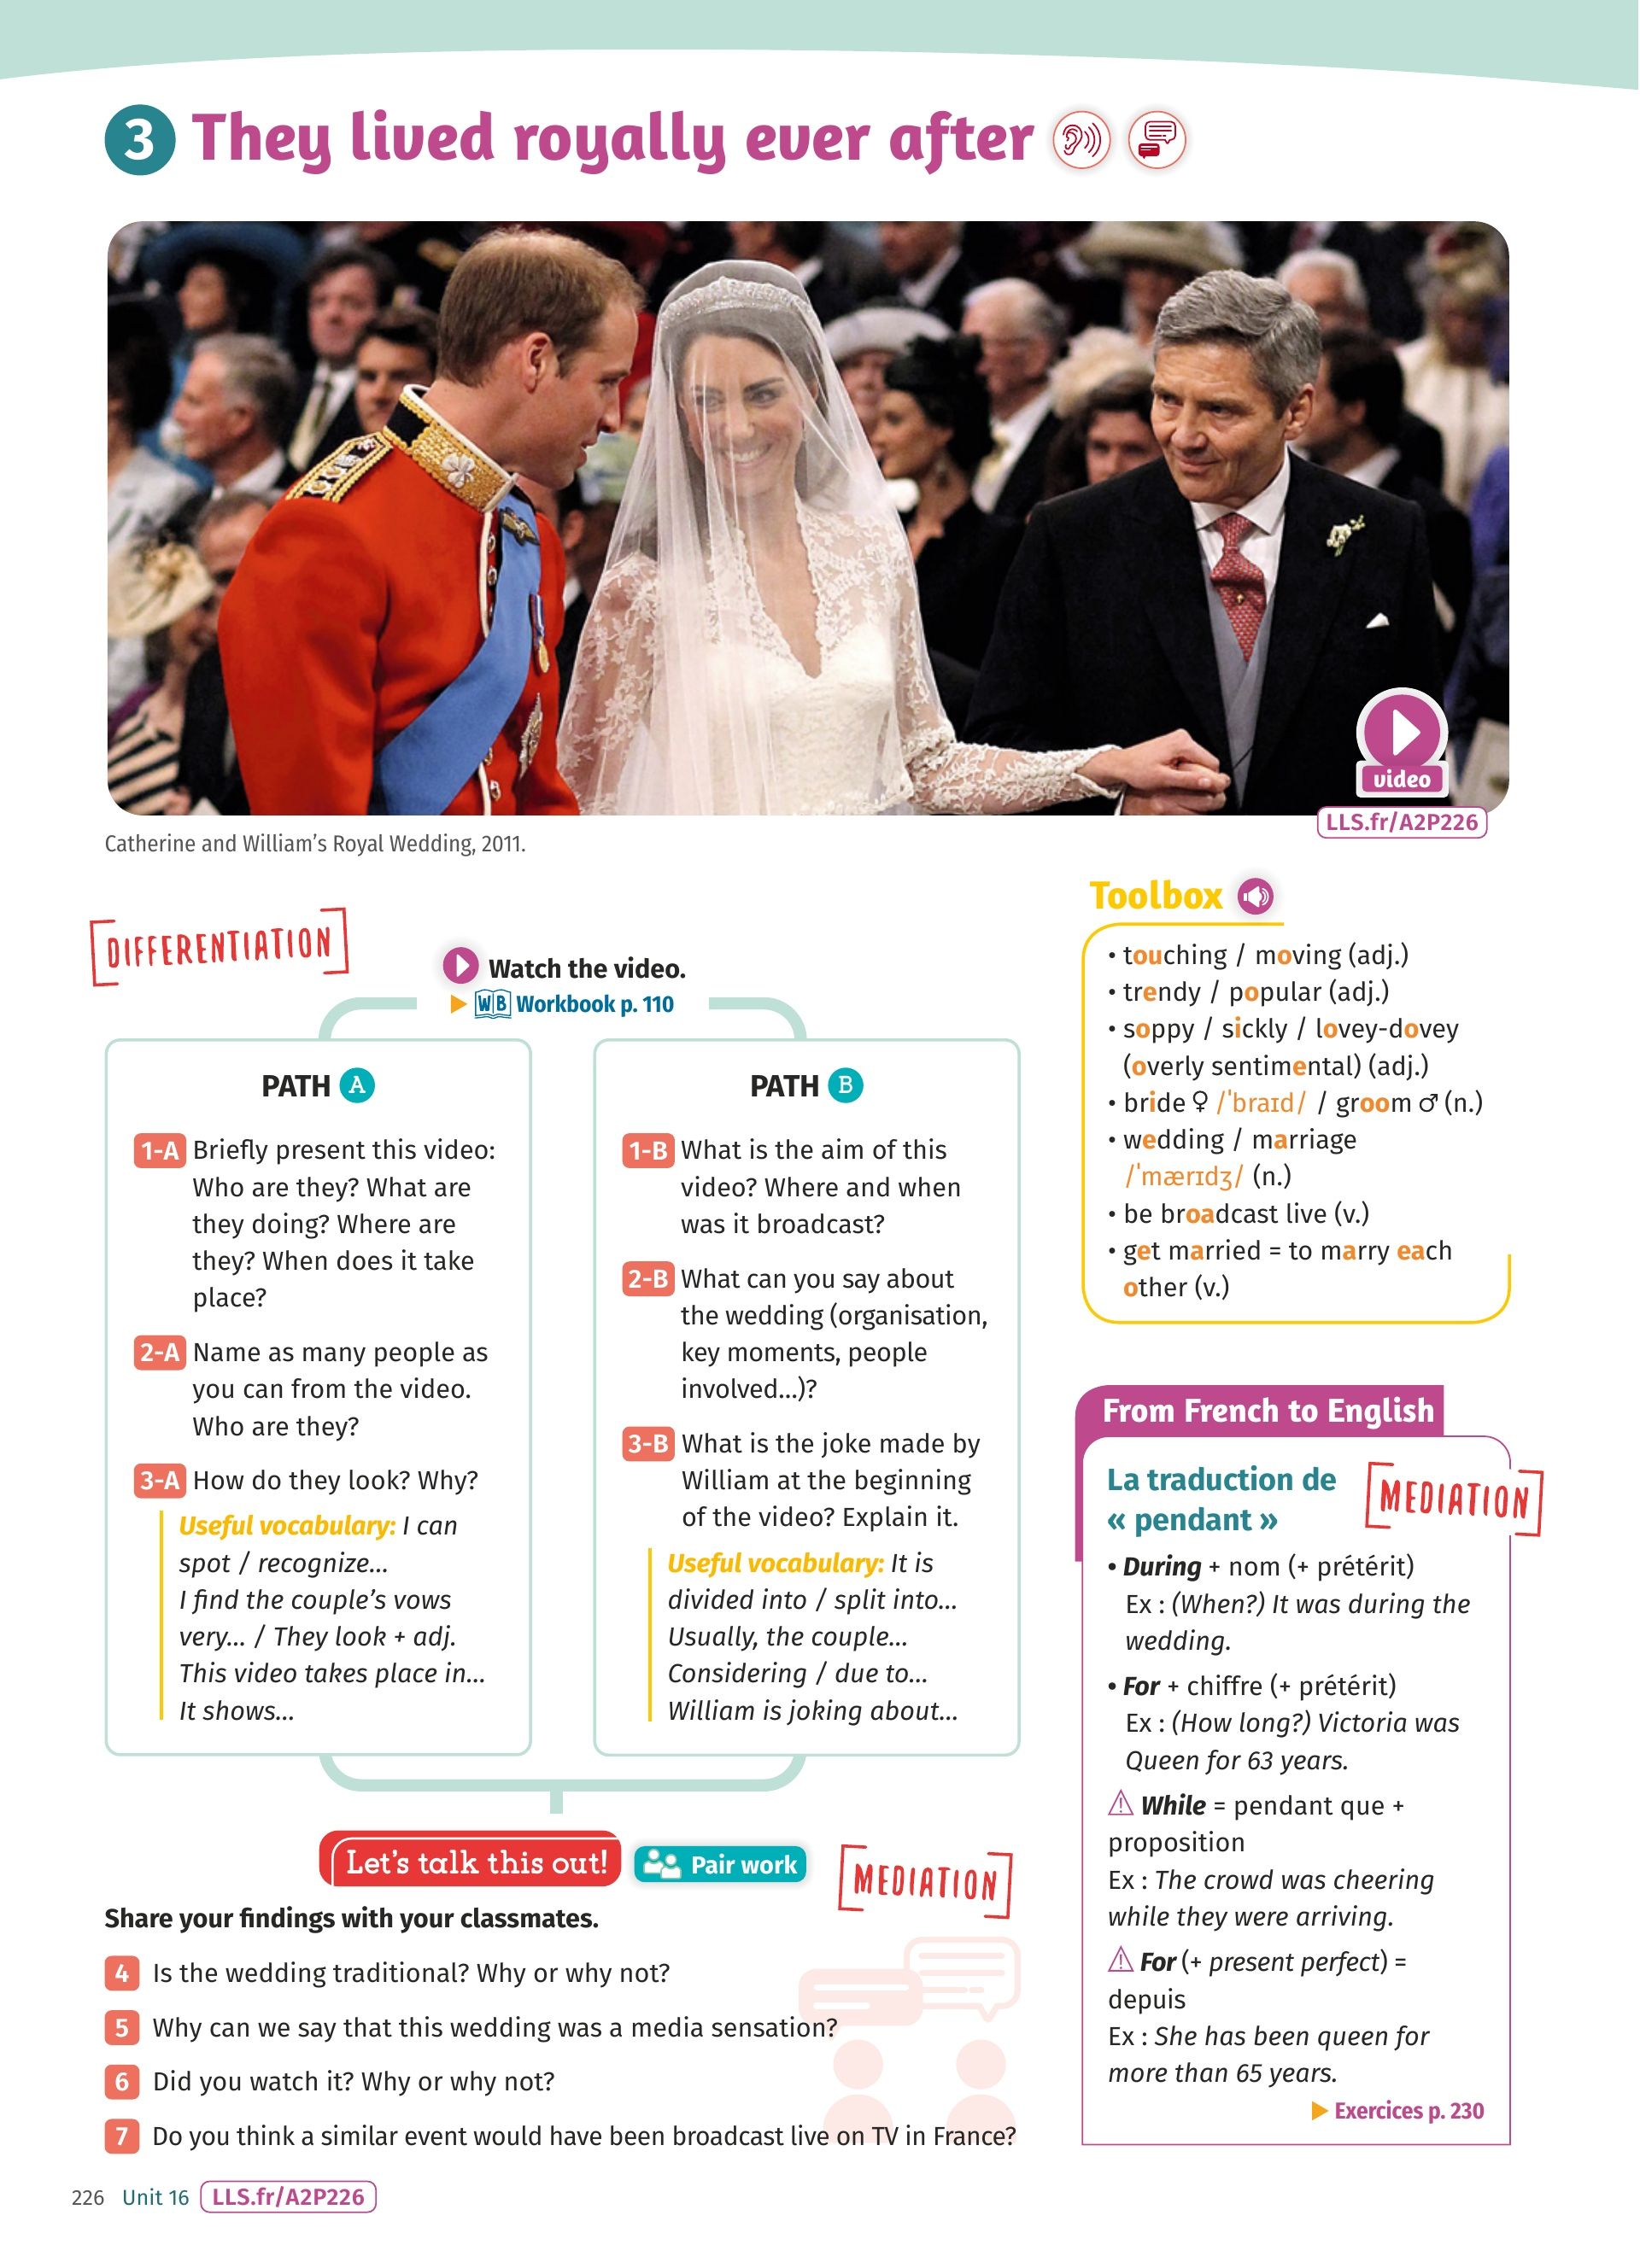 3 They lived royally ever after
video
LLS.fr/A2P226
Catherine and William's Royal Wedding, 2011.
DIFFERENTIATION
Watch the video.
WB Workbook p. 110
PATH A
1-A Briefly present this video:
Who are they? What are
they doing? Where are
they? When does it take
place?
2-A Name as many people as
you can from the video.
Who are they?
3-A How do they look? Why?
Useful vocabulary: I can
spot / recognize...
I find the couple's vows
very... / They look + adj.
This video takes place in...
It shows...
PATH B
1-B What is the aim of this
video? Where and when
was it broadcast?
2-B What can you say about
the wedding (organisation,
key moments, people
involved...)?
3-B What is the joke made by
William at the beginning
of the video? Explain it.
Useful vocabulary: It is
divided into / split into...
Usually, the couple...
Considering / due to...
William is joking about...
Let's talk this out!
Pair work
MEDIATION
Share your findings with your classmates.
4 Is the wedding traditional? Why or why not?
5 Why can we say that this wedding was a media sensation?
6 Did you watch it? Why or why not?
7 Do you think a similar event would have been broadcast live on TV in France?
Toolbox
• touching / moving (adj.)
• trendy / popular (adj.)
• soppy / sickly / lovey-dovey
(overly sentimental) (adj.)
• bride ♀ /ˈbraɪd/ / groom ♂ (n.)
• wedding / marriage
/ˈmærɪdʒ/ (n.)
• be broadcast live (v.)
• get married = to marry each
other (v.)
From French to English
La traduction de
« pendant »
MEDIATION
• During + nom (+ prétérit)
Ex : (When?) It was during the
wedding.
• For + chiffre (+ prétérit)
Ex : (How long?) Victoria was
Queen for 63 years.
⚠ While = pendant que +
proposition
Ex : The crowd was cheering
while they were arriving.
⚠ For (+ present perfect) =
depuis
Ex : She has been queen for
more than 65 years.
Exercices p. 230
226 Unit 16 LLS.fr/A2P226